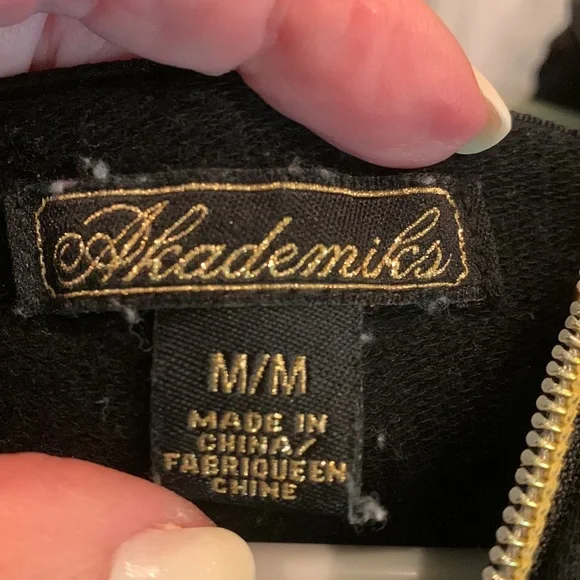 Akademiks
M/M
MADE IN
CHINA/
FABRIQUEEN
CHINE